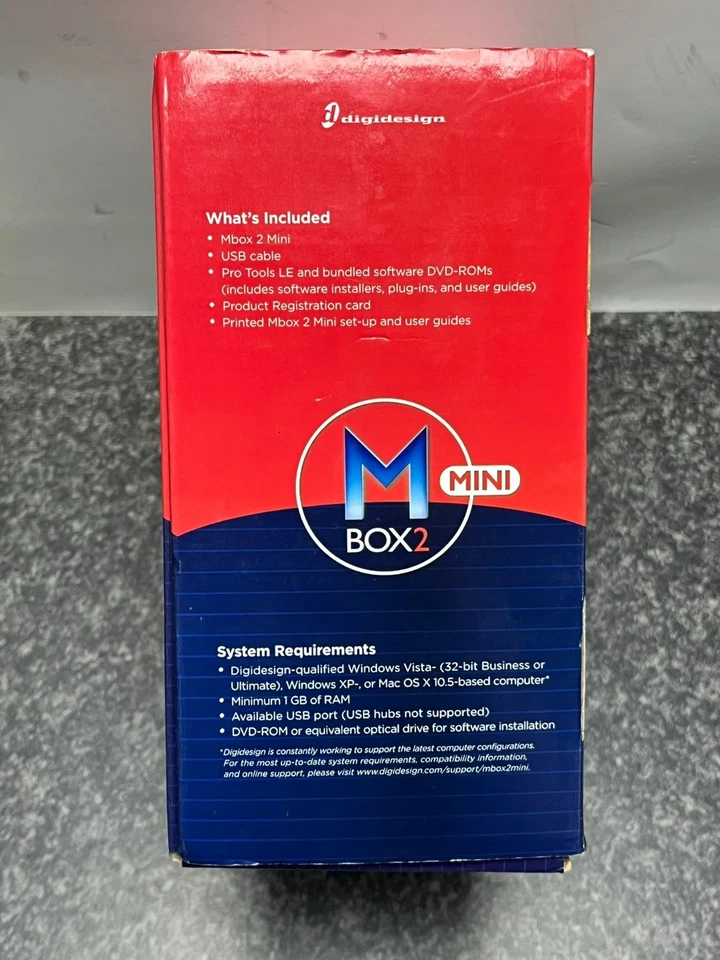 digidesign
What's Included
• Mbox 2 Mini
• USB cable
• Pro Tools LE and bundled software DVD-ROMs
(includes software installers, plug-ins, and user guides)
• Product Registration card
• Printed Mbox 2 Mini set-up and user guides
M
MINI
BOX2
System Requirements
• Digidesign-qualified Windows Vista- (32-bit Business or
Ultimate), Windows XP-, or Mac OS X 10.5-based computer*
• Minimum 1 GB of RAM
• Available USB port (USB hubs not supported)
• DVD-ROM or equivalent optical drive for software installation
*Digidesign is constantly working to support the latest computer configurations.
For the most up-to-date system requirements, compatibility information,
and online support, please visit www.digidesign.com/support/mbox2mini.